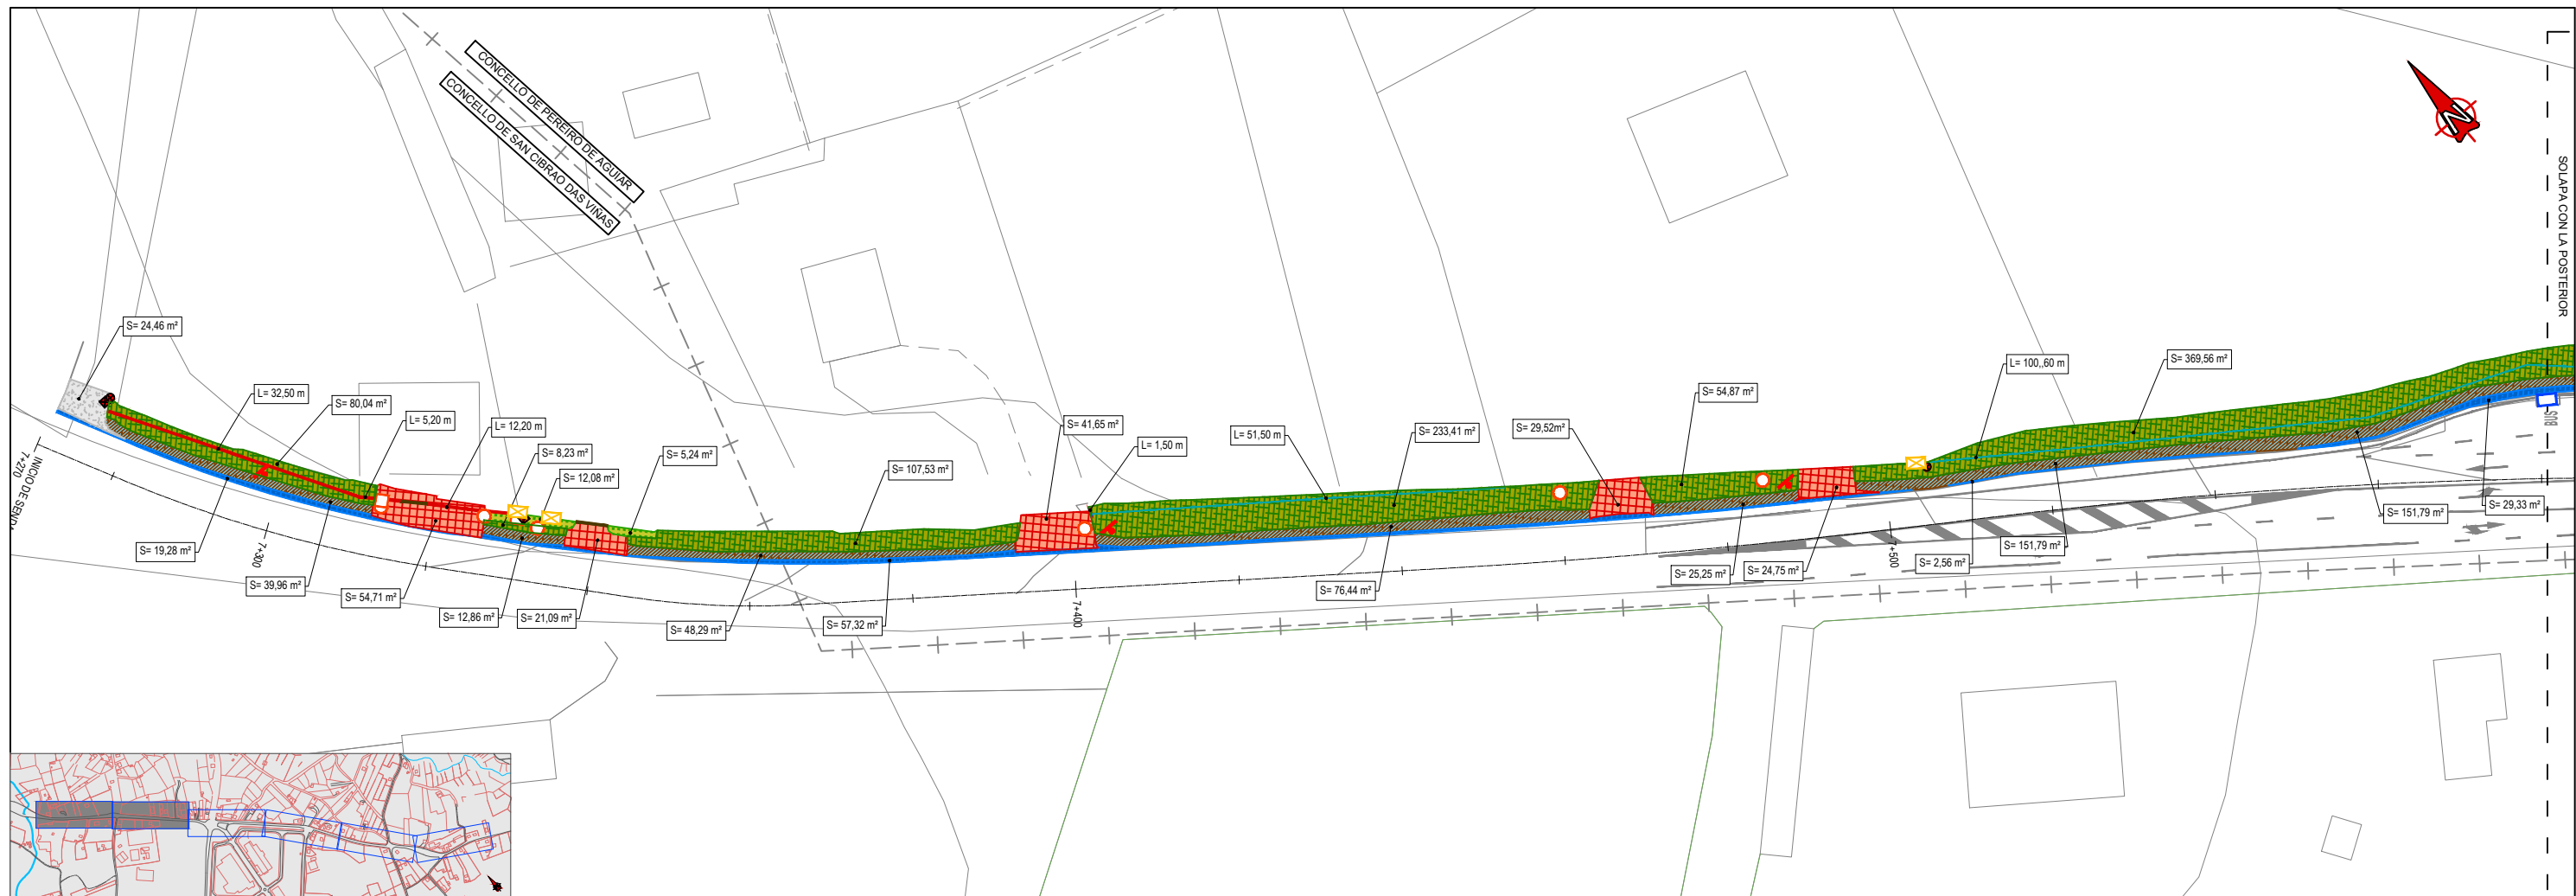 CONCELLO DE PEREIRO DE AGUIAR
CONCELLO DE SAN CIBRAO DAS VIÑAS
N
SOLAPA CON LA POSTERIOR
S= 24,46 m²
L= 32,50 m
S= 80,04 m²
L= 5,20 m
L= 12,20 m
S= 8,23 m²
S= 12,08 m²
S= 5,24 m²
S= 107,53 m²
S= 41,65 m²
L= 1,50 m
L= 51,50 m
S= 233,41 m²
S= 29,52m²
S= 54,87 m²
L= 100,,60 m
S= 369,56 m²
BUS
INICIO DE SENDA
7+270
7+300
7+400
7+500
S= 19,28 m²
S= 39,96 m²
S= 54,71 m²
S= 12,86 m²
S= 21,09 m²
S= 48,29 m²
S= 57,32 m²
S= 76,44 m²
S= 25,25 m²
S= 24,75 m²
S= 2,56 m²
S= 151,79 m²
S= 151,79 m²
S= 29,33 m²